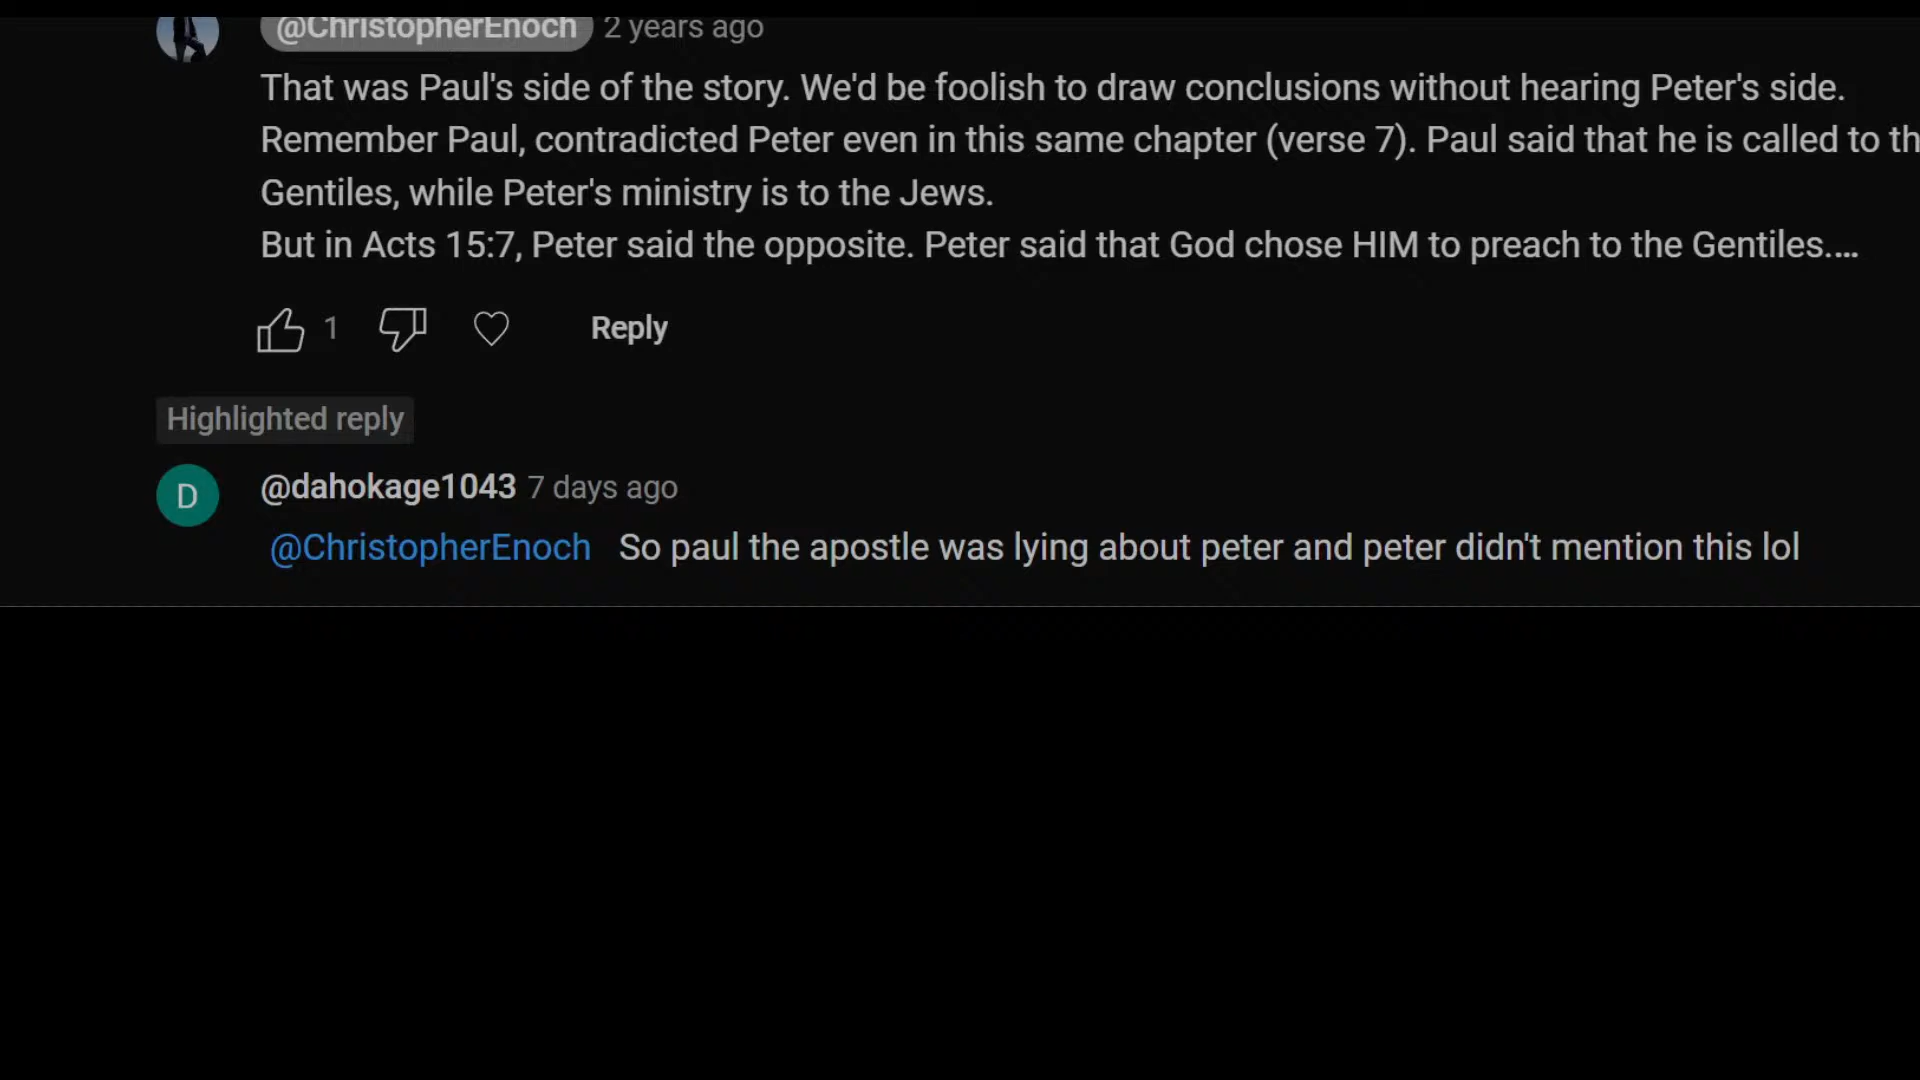 @ChristopherEnoch 2 years ago
That was Paul's side of the story. We'd be foolish to draw conclusions without hearing Peter's side.
Remember Paul, contradicted Peter even in this same chapter (verse 7). Paul said that he is called to th
Gentiles, while Peter's ministry is to the Jews.
But in Acts 15:7, Peter said the opposite. Peter said that God chose HIM to preach to the Gentiles....
1 Reply
Highlighted reply
D
@dahokage1043 7 days ago
@ChristopherEnoch So paul the apostle was lying about peter and peter didn't mention this lol